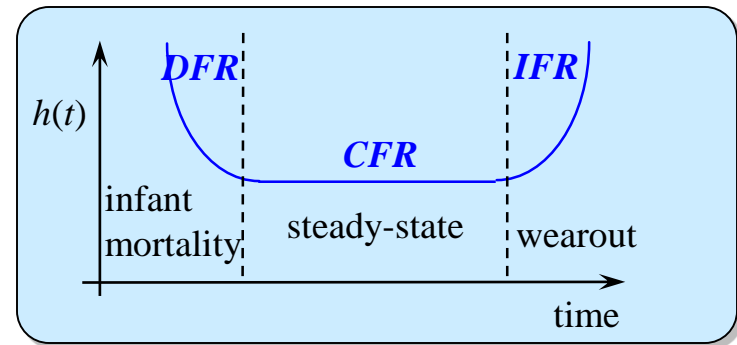 DFR
IFR
h(t)
CFR
infant
mortality
steady-state
wearout
time